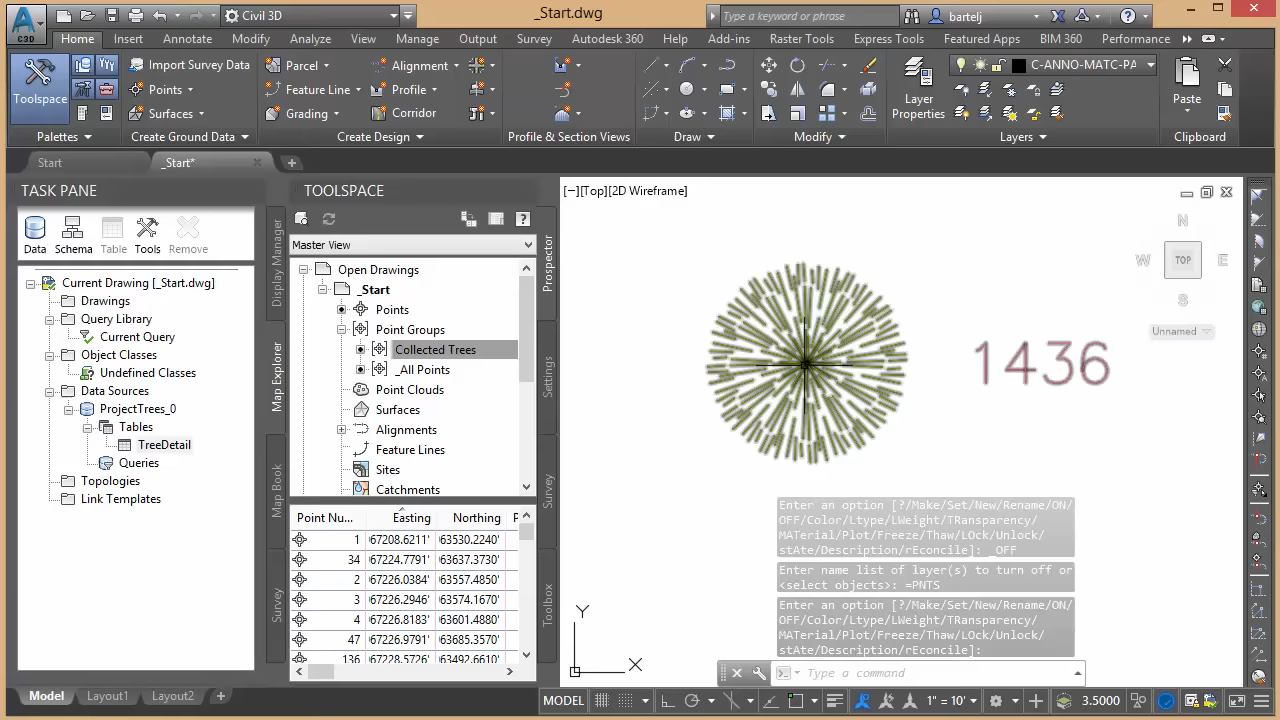 C3D
Civil 3D
_Start.dwg
Type a keyword or phrase
bartelj
Home
Insert
Annotate
Modify
Analyze
View
Manage
Output
Survey
Autodesk 360
Help
Add-ins
Raster Tools
Express Tools
Featured Apps
BIM 360
Performance
Toolspace
Import Survey Data
Points
Surfaces
Parcel
Feature Line
Grading
Alignment
Profile
Corridor
Layer
Properties
C-ANNO-MATC-PA
Paste
Palettes
Create Ground Data
Create Design
Profile & Section Views
Draw
Modify
Layers
Clipboard
Start
_Start*
TASK PANE
Data
Schema
Table
Tools
Remove
Current Drawing [_Start.dwg]
Drawings
Query Library
Current Query
Object Classes
Undefined Classes
Data Sources
ProjectTrees_0
Tables
TreeDetail
Queries
Topologies
Link Templates
Display Manager
Map Explorer
Map Book
Survey
TOOLSPACE
Master View
Open Drawings
_Start
Points
Point Groups
Collected Trees
_All Points
Point Clouds
Surfaces
Alignments
Feature Lines
Sites
Catchments
Point Nu... Easting Northing P
1 67208.6211' 63530.2240'
34 67224.7791' 63637.3730'
2 67226.0384' 63557.4850'
3 67226.2946' 63574.1670'
4 67226.8183' 63601.4880'
47 67226.9791' 63685.3570'
136 67228.5726' 63492.6610'
Prospector
Settings
Survey
Toolbox
[−][Top][2D Wireframe]
N
W
TOP
E
S
Unnamed
1436
Enter an option [?/Make/Set/New/Rename/ON/
OFF/Color/Ltype/LWeight/TRansparency/
MATerial/Plot/Freeze/Thaw/LOck/Unlock/
stAte/Description/rEconcile]: _OFF
Enter name list of layer(s) to turn off or
<select objects>: =PNTS
Enter an option [?/Make/Set/New/Rename/ON/
OFF/Color/Ltype/LWeight/TRansparency/
MATerial/Plot/Freeze/Thaw/LOck/Unlock/
stAte/Description/rEconcile]:
Y
X
Type a command
Model
Layout1
Layout2
MODEL
1" = 10'
3.5000